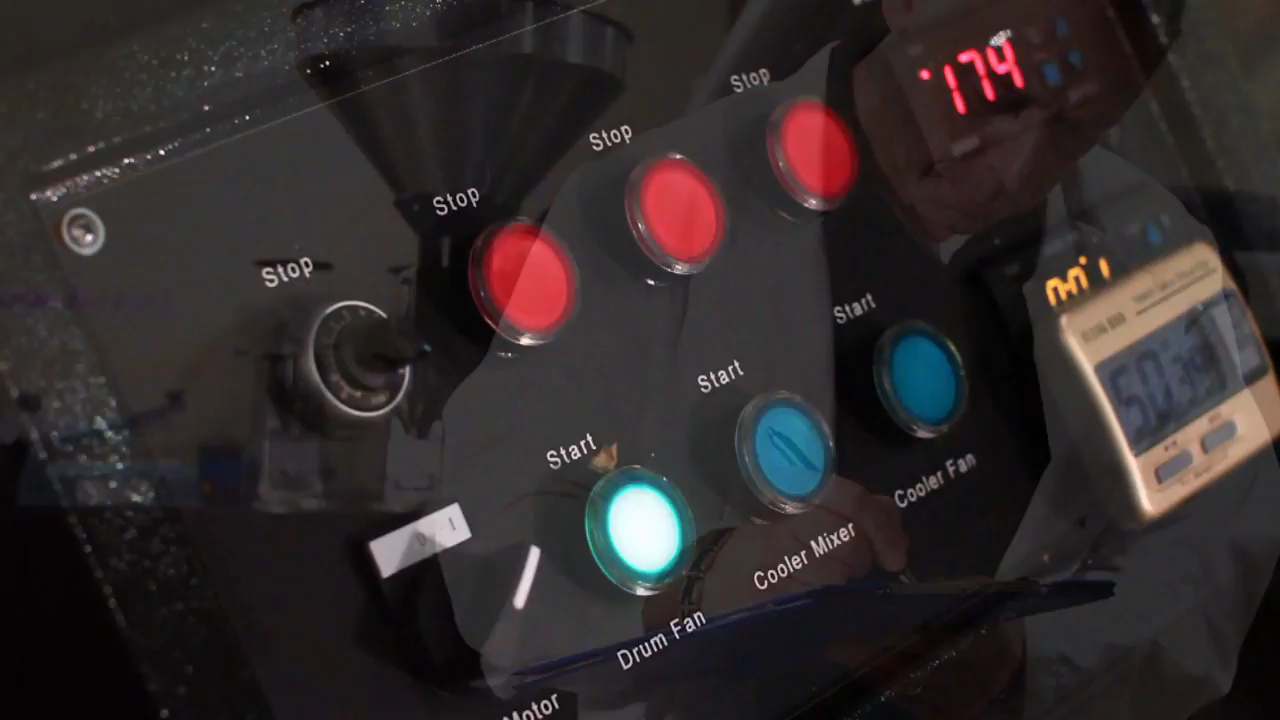 174
Stop
Stop
Stop
Stop
Start
Start
Start
Cooler Fan
Cooler Mixer
Drum Fan
Motor